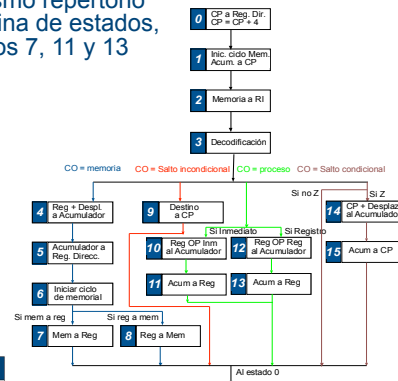 smo repertorio
ina de estados,
os 7, 11 y 13
0 CP a Reg. Dir.
CP = CP + 4
1 Inic. ciclo Mem.
Acum. a CP
2 Memoria a RI
3 Decodificación
CO = memoria CO = Salto incondicional CO = proceso CO = Salto condicional
Si no Z Si Z
4 Reg + Despl.
a Acumulador
9 Destino
a CP
14 CP + Desplaz
al Acumulado
Si Inmediato Si Registro
5 Acumulador a
Reg. Direcc.
10 Reg OP Inm
al Acumulador
12 Reg OP Reg
al Acumulador
15 Acum a CP
6 Iniciar ciclo
de memorial
11 Acum a Reg
13 Acum a Reg
Si mem a reg Si reg a mem
7 Mem a Reg
8 Reg a Mem
Al estado 0